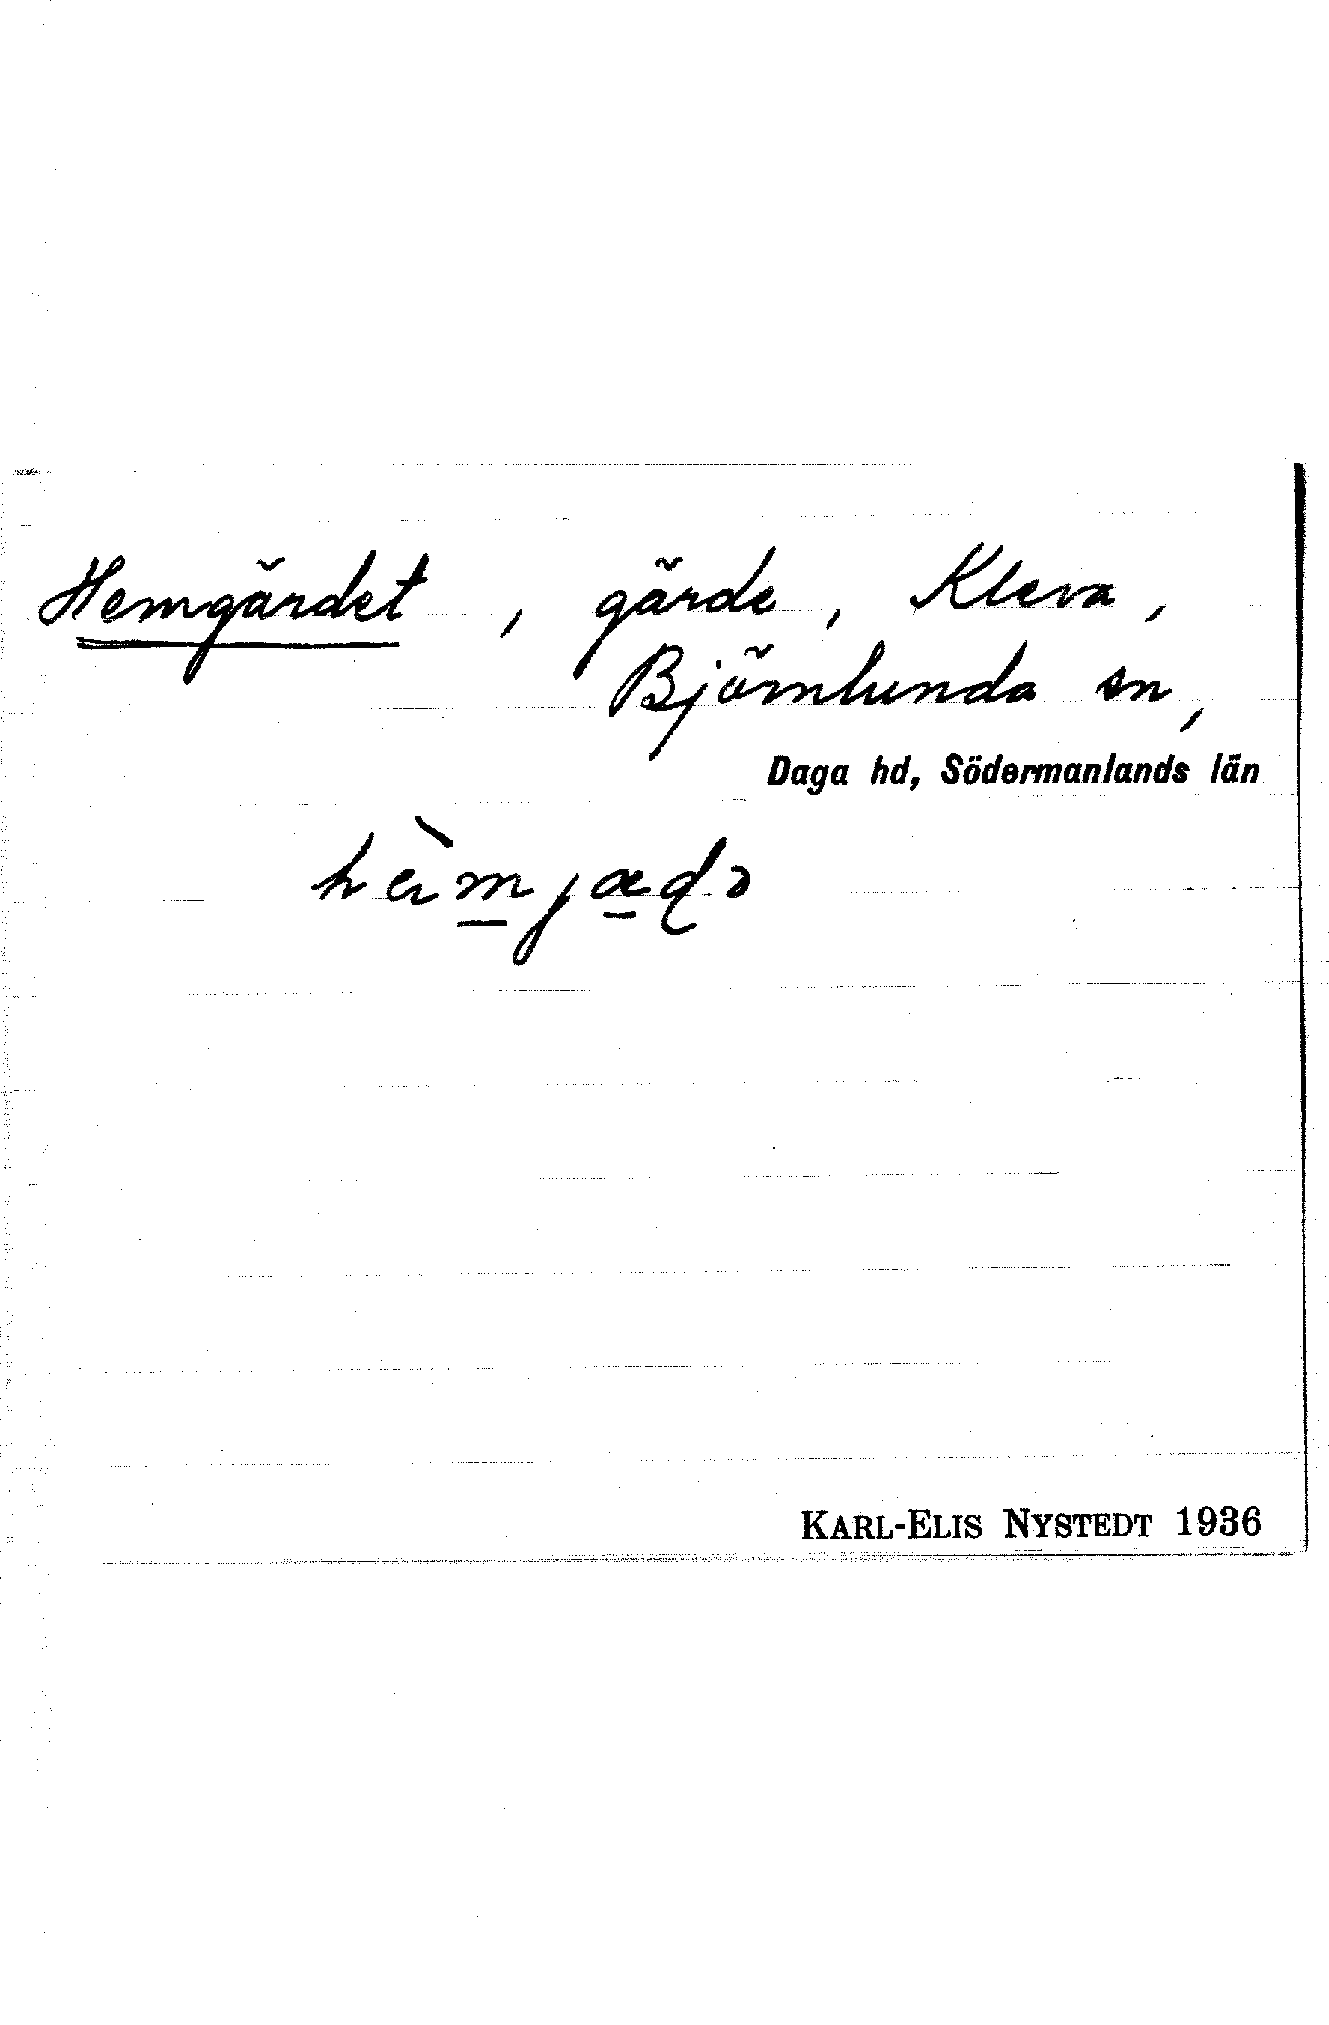 Hemgärdet, gärde, Kleva,
Björnlunda sn,
Daga hd, Södermanlands län
KARL-ELIS NYSTEDT 1936